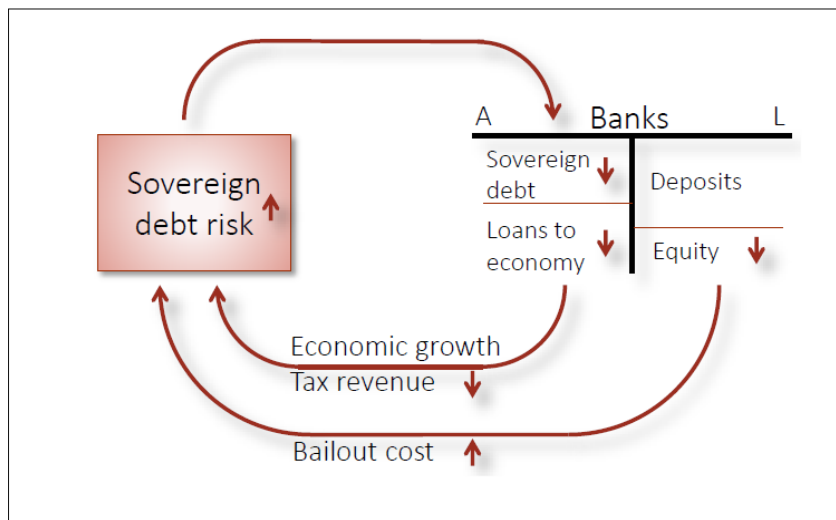 A Banks L
Sovereign
debt
Deposits
Sovereign
debt risk
Loans to
economy
Equity
Economic growth
Tax revenue
Bailout cost